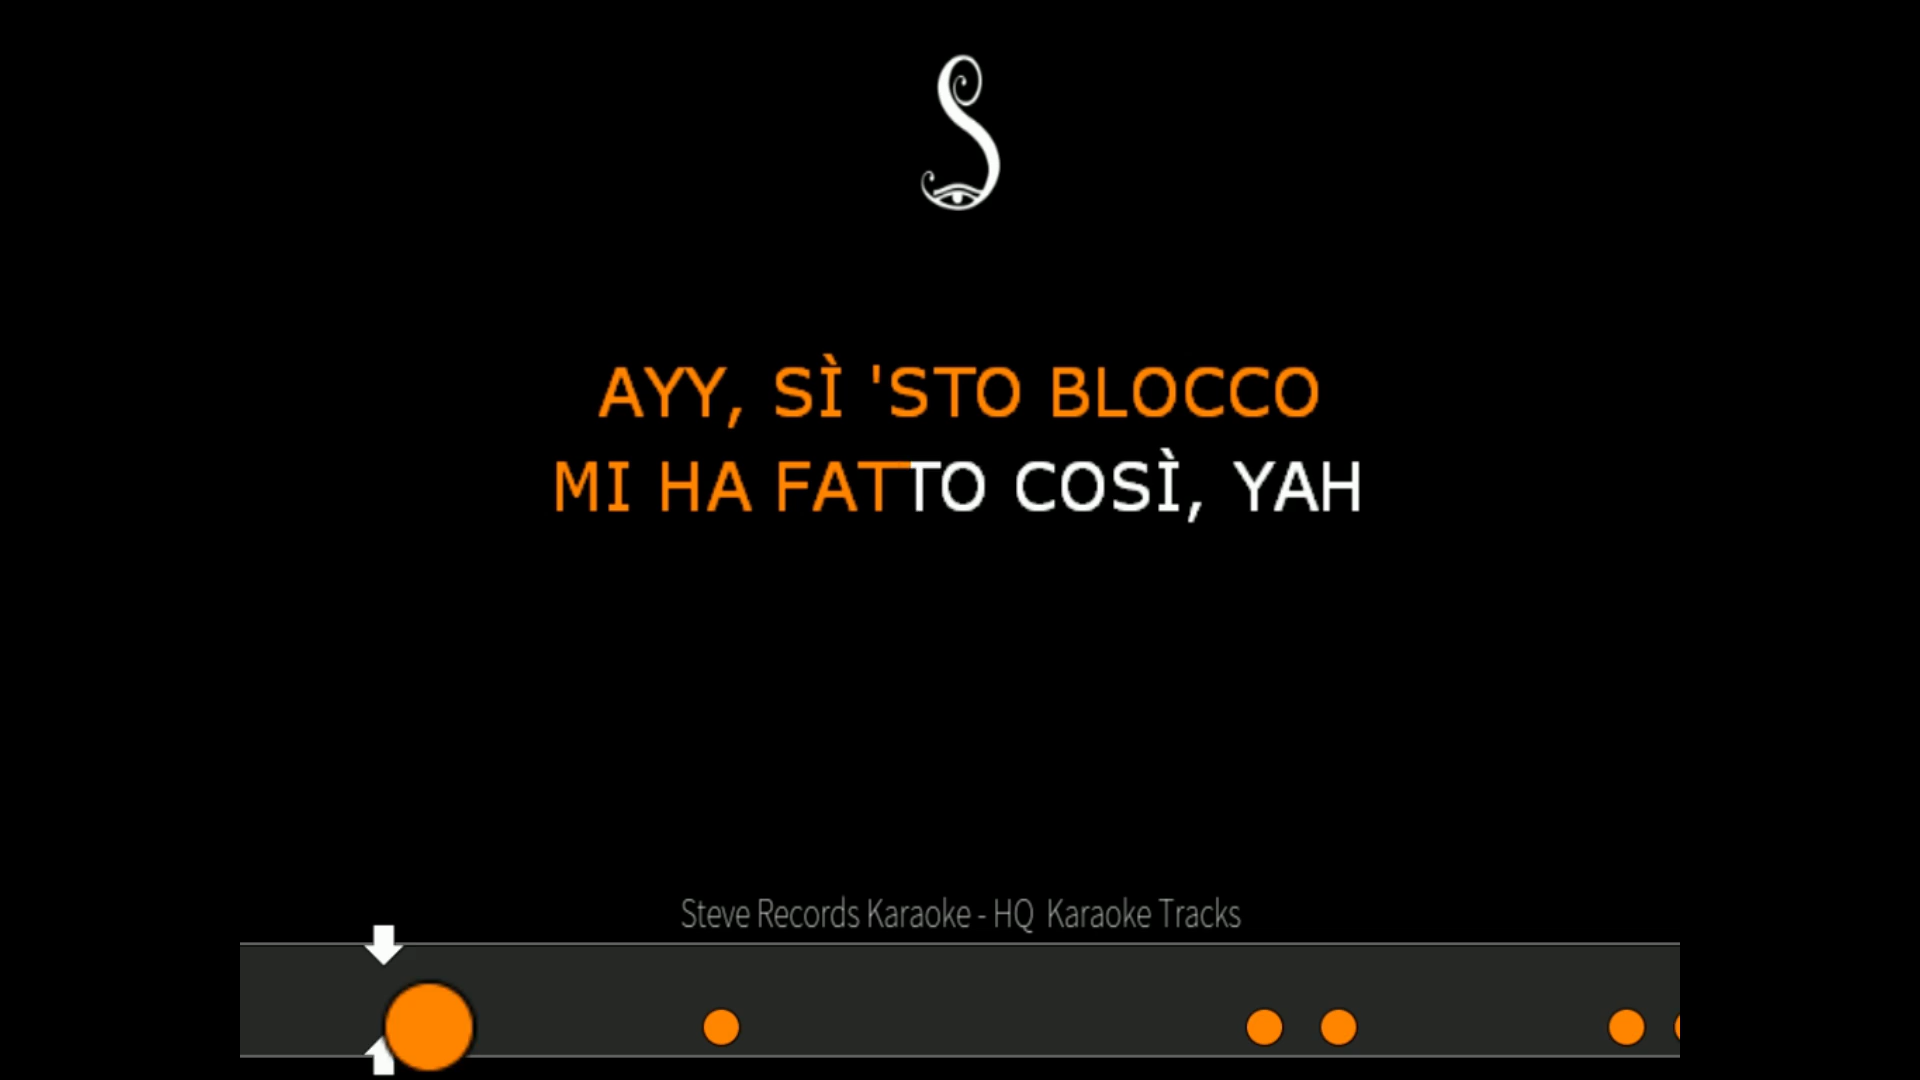 AYY, SÌ 'STO BLOCCO
MI HA FATTO COSÌ, YAH
Steve Records Karaoke - HQ Karaoke Tracks